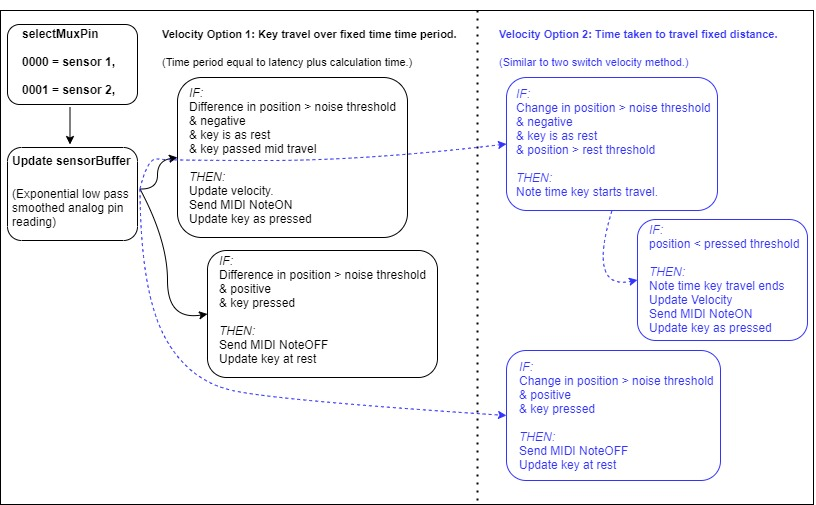 selectMuxPin
0000 = sensor 1,
0001 = sensor 2,
Update sensorBuffer
(Exponential low pass
smoothed analog pin
reading)
Velocity Option 1: Key travel over fixed time time period.
(Time period equal to latency plus calculation time.)
IF:
Difference in position > noise threshold
& negative
& key is as rest
& key passed mid travel
THEN:
Update velocity.
Send MIDI NoteON
Update key as pressed
IF:
Difference in position > noise threshold
& positive
& key pressed
THEN:
Send MIDI NoteOFF
Update key at rest
Velocity Option 2: Time taken to travel fixed distance.
(Similar to two switch velocity method.)
IF:
Change in position > noise threshold
& negative
& key is as rest
& position > rest threshold
THEN:
Note time key starts travel.
IF:
position < pressed threshold
THEN:
Note time key travel ends
Update Velocity
Send MIDI NoteON
Update key as pressed
IF:
Change in position > noise threshold
& positive
& key pressed
THEN:
Send MIDI NoteOFF
Update key at rest